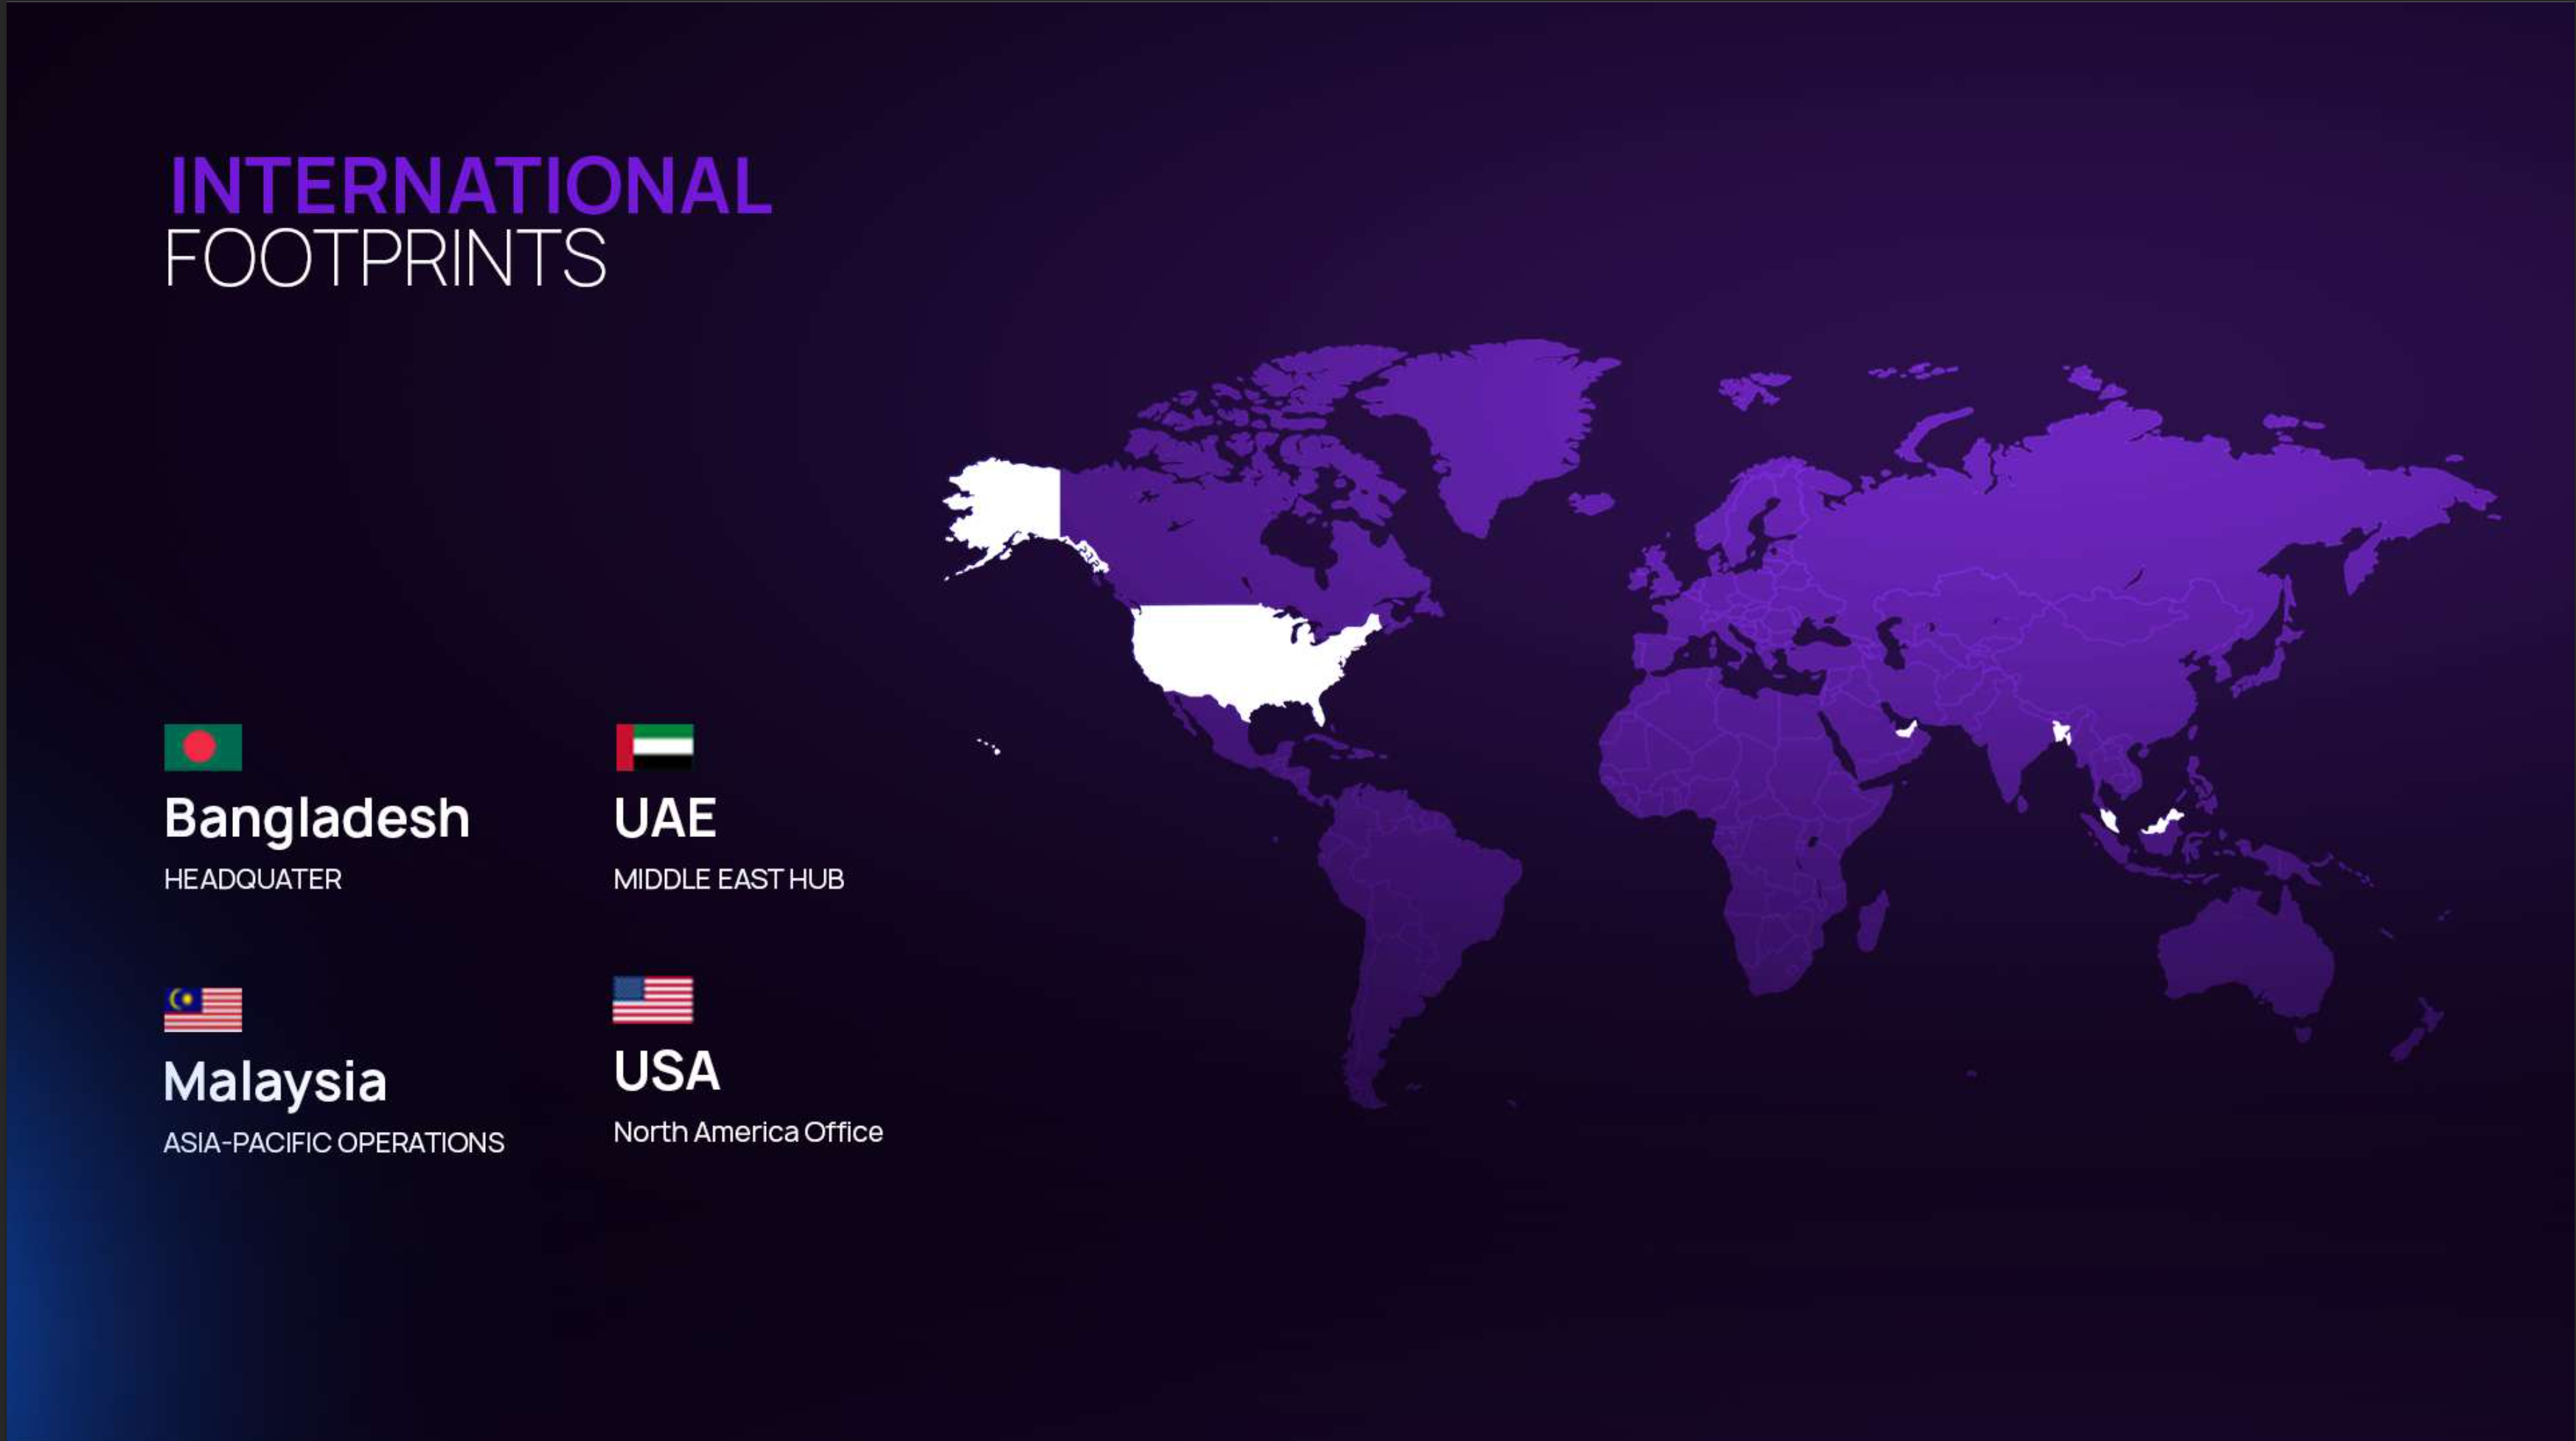 INTERNATIONAL
FOOTPRINTS
Bangladesh
HEADQUATER
UAE
MIDDLE EAST HUB
Malaysia
ASIA-PACIFIC OPERATIONS
USA
North America Office